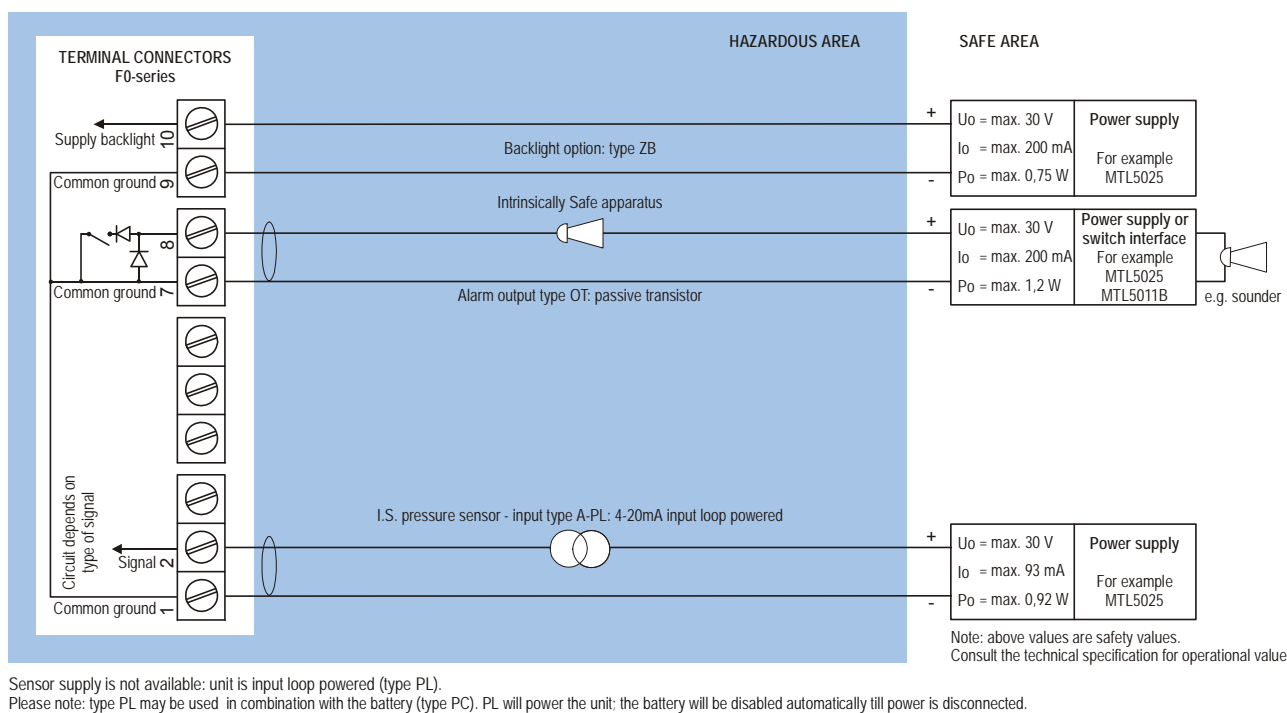 HAZARDOUS AREA
SAFE AREA
TERMINAL CONNECTORS
F0-series
Supply backlight
10
Backlight option: type ZB
Common ground
9
+
-
Uo = max. 30 V
Io = max. 200 mA
Po = max. 0,75 W
Power supply
For example
MTL5025
Intrinsically Safe apparatus
8
Common ground
7
Alarm output type OT: passive transistor
+
-
Uo = max. 30 V
Io = max. 200 mA
Po = max. 1,2 W
Power supply or
switch interface
For example
MTL5025
MTL5011B
e.g. sounder
Circuit depends on
type of signal
I.S. pressure sensor - input type A-PL: 4-20mA input loop powered
Signal
2
Common ground
1
+
-
Uo = max. 30 V
Io = max. 93 mA
Po = max. 0,92 W
Power supply
For example
MTL5025
Note: above values are safety values.
Consult the technical specification for operational value
Sensor supply is not available: unit is input loop powered (type PL).
Please note: type PL may be used in combination with the battery (type PC). PL will power the unit; the battery will be disabled automatically till power is disconnected.